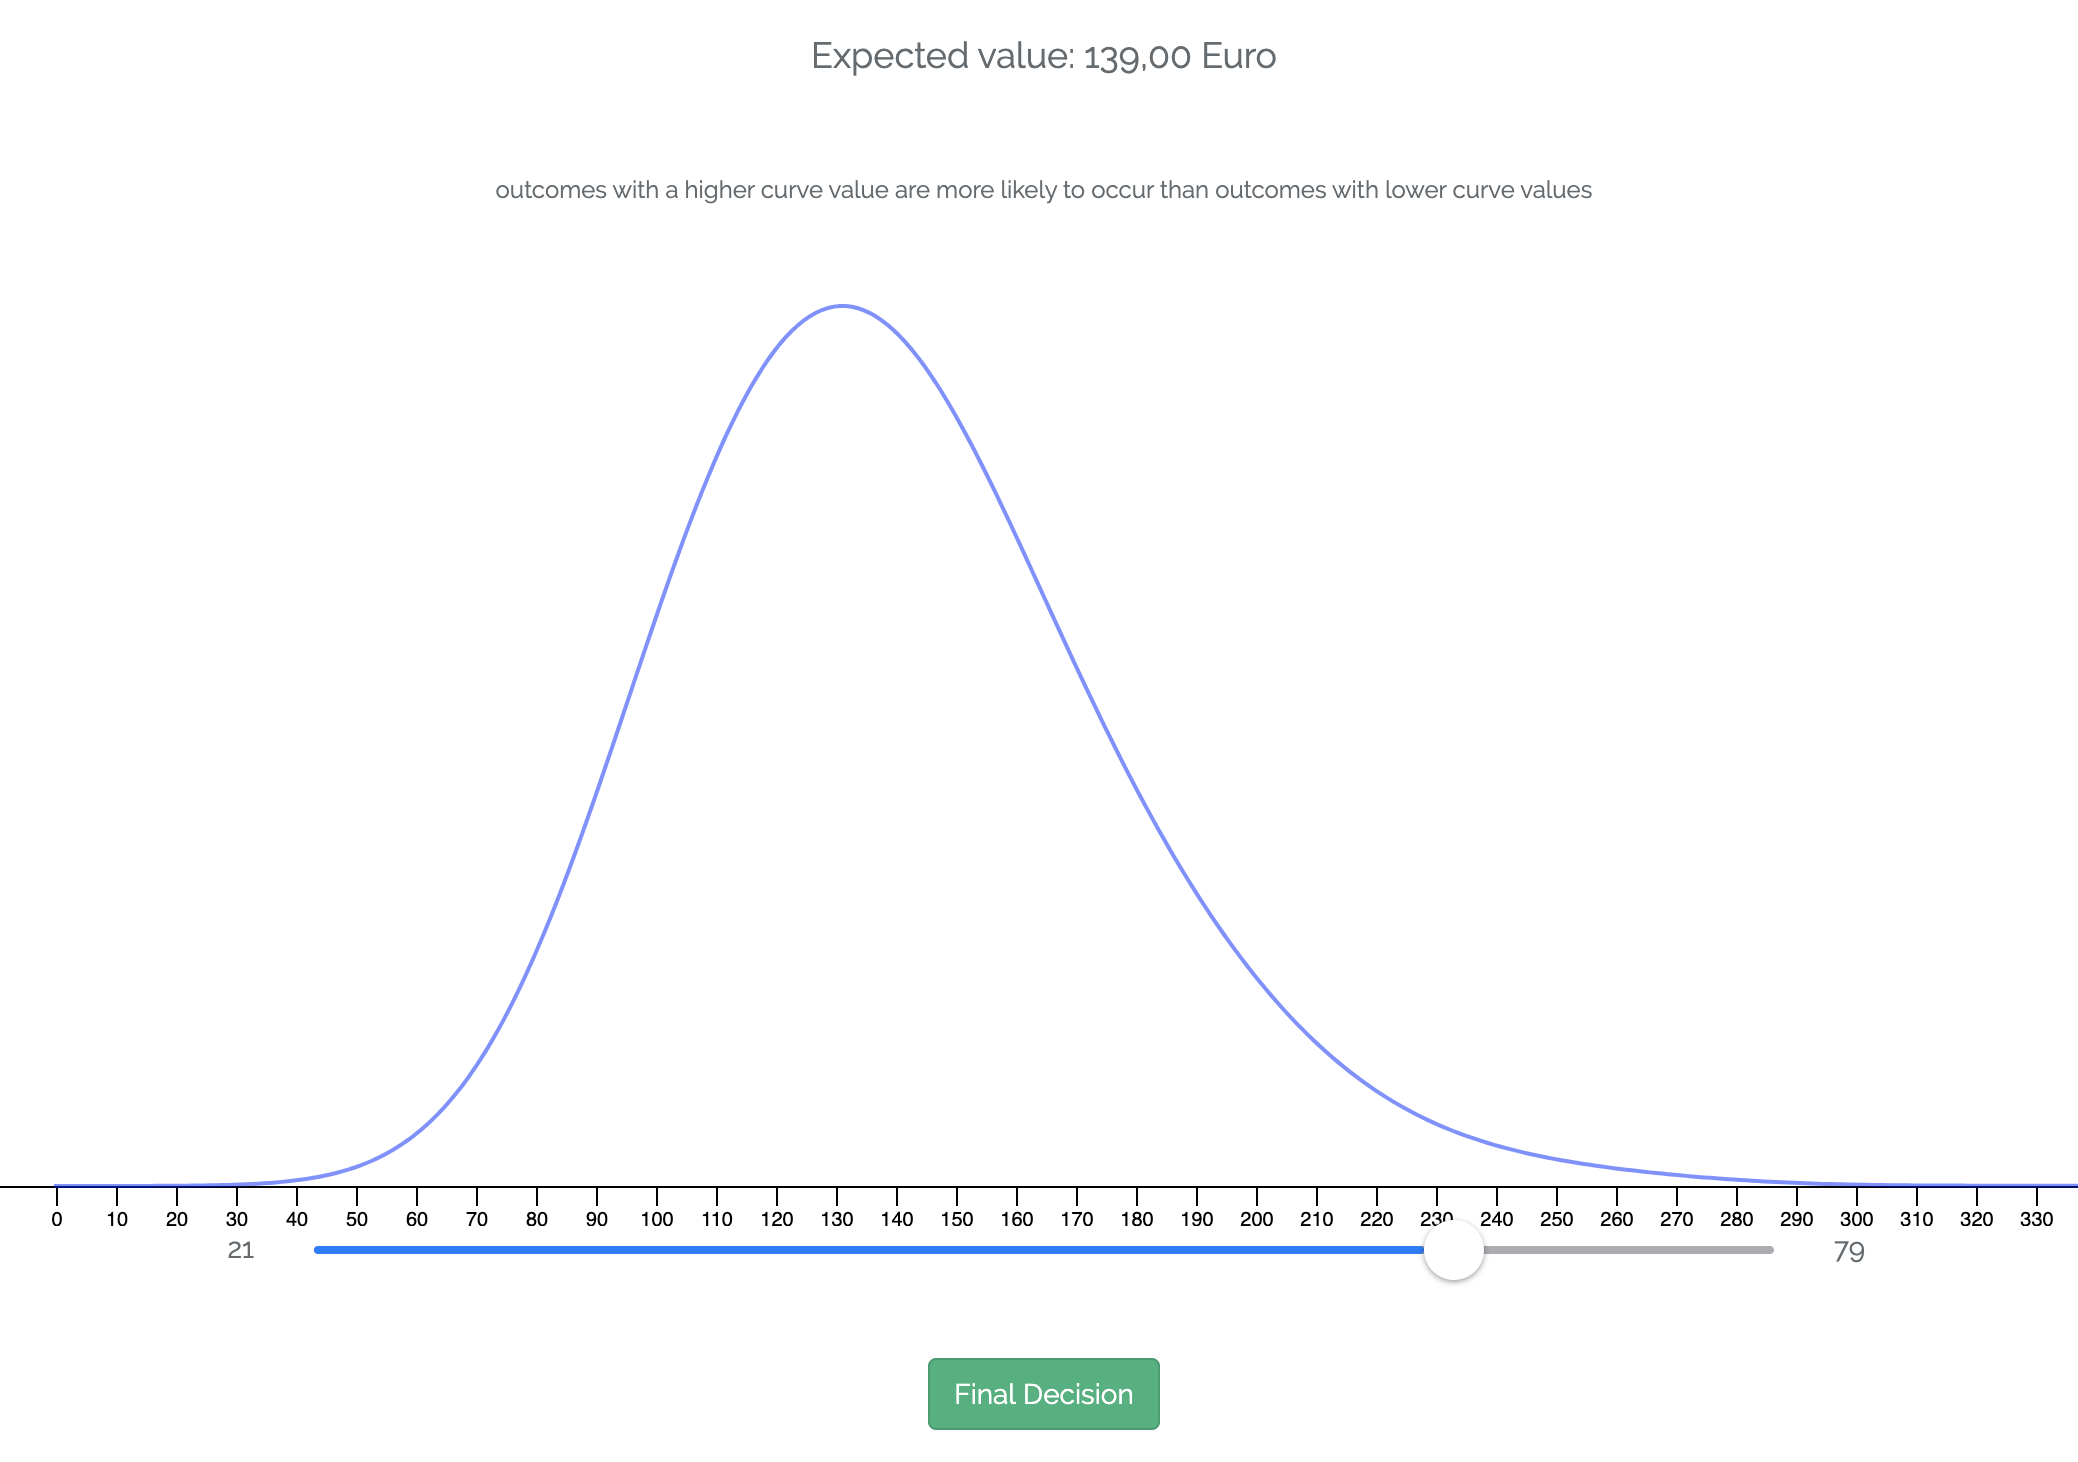 Expected value: 139,00 Euro
outcomes with a higher curve value are more likely to occur than outcomes with lower curve values
0 10 20 30 40 50 60 70 80 90 100 110 120 130 140 150 160 170 180 190 200 210 220 230 240 250 260 270 280 290 300 310 320 330
21 79
Final Decision